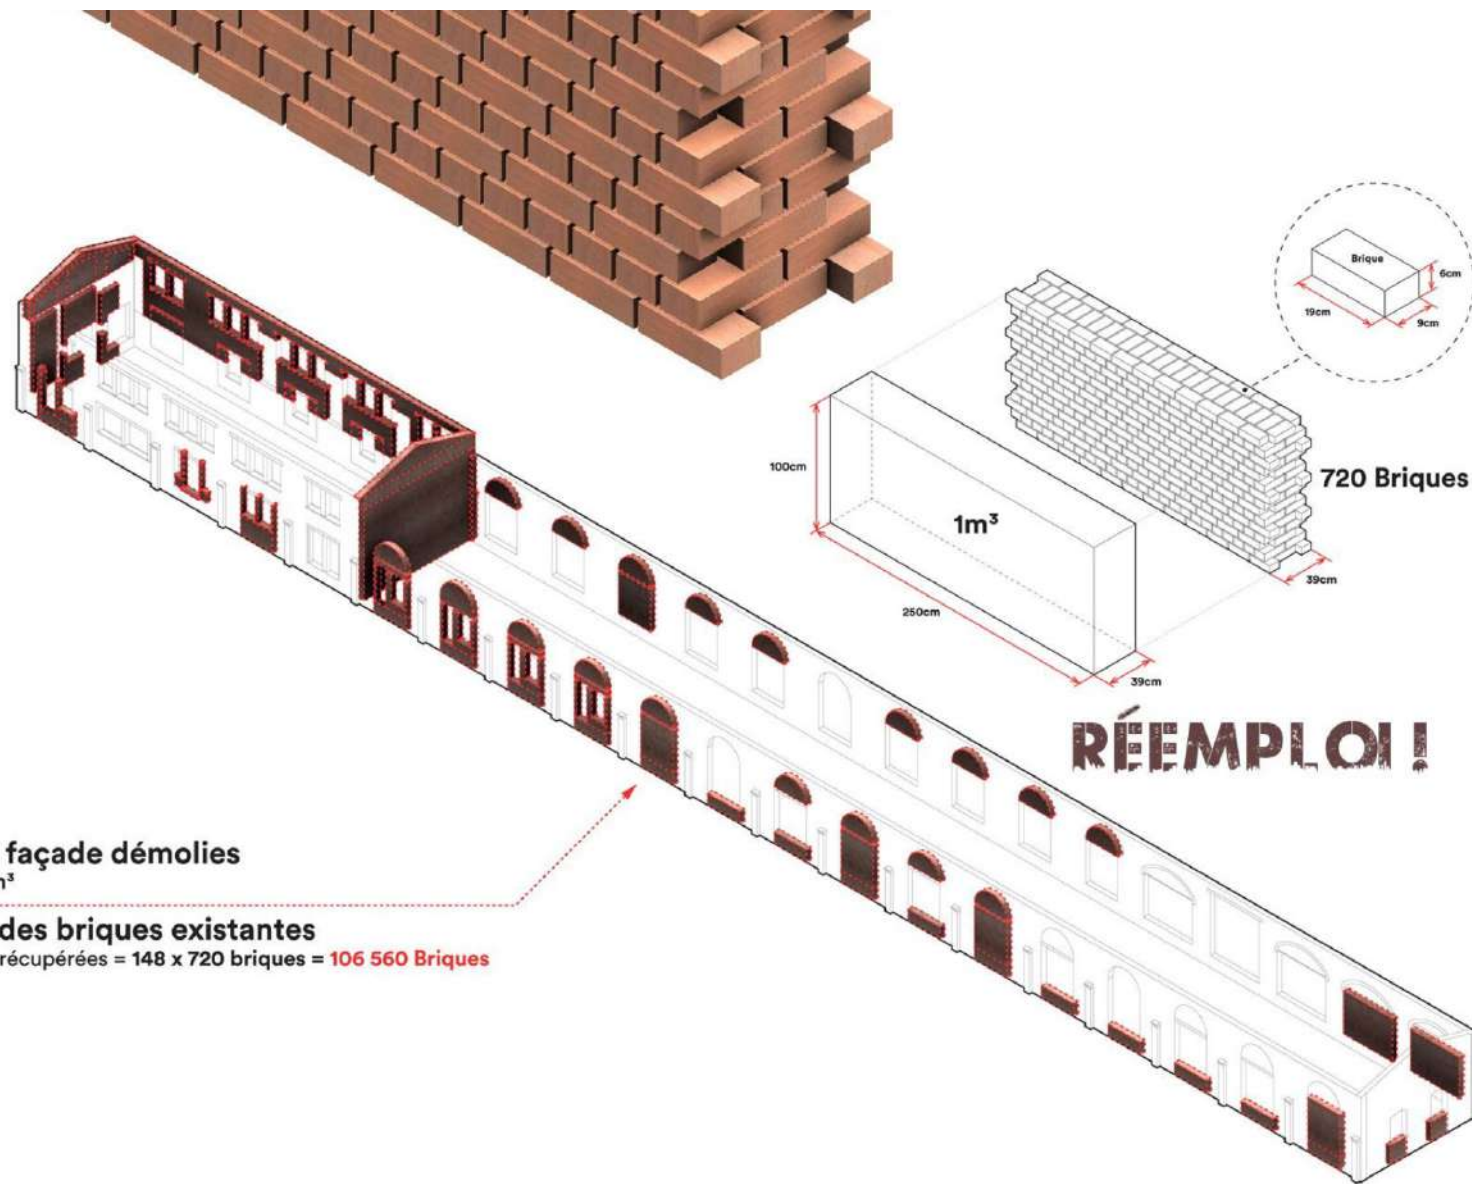 Brique
6cm
19cm
9cm
100cm
1m³
720 Briques
39cm
250cm
39cm
RÉEMPLOI !
façade démolies
m³
des briques existantes
récupérées = 148 x 720 briques = 106 560 Briques